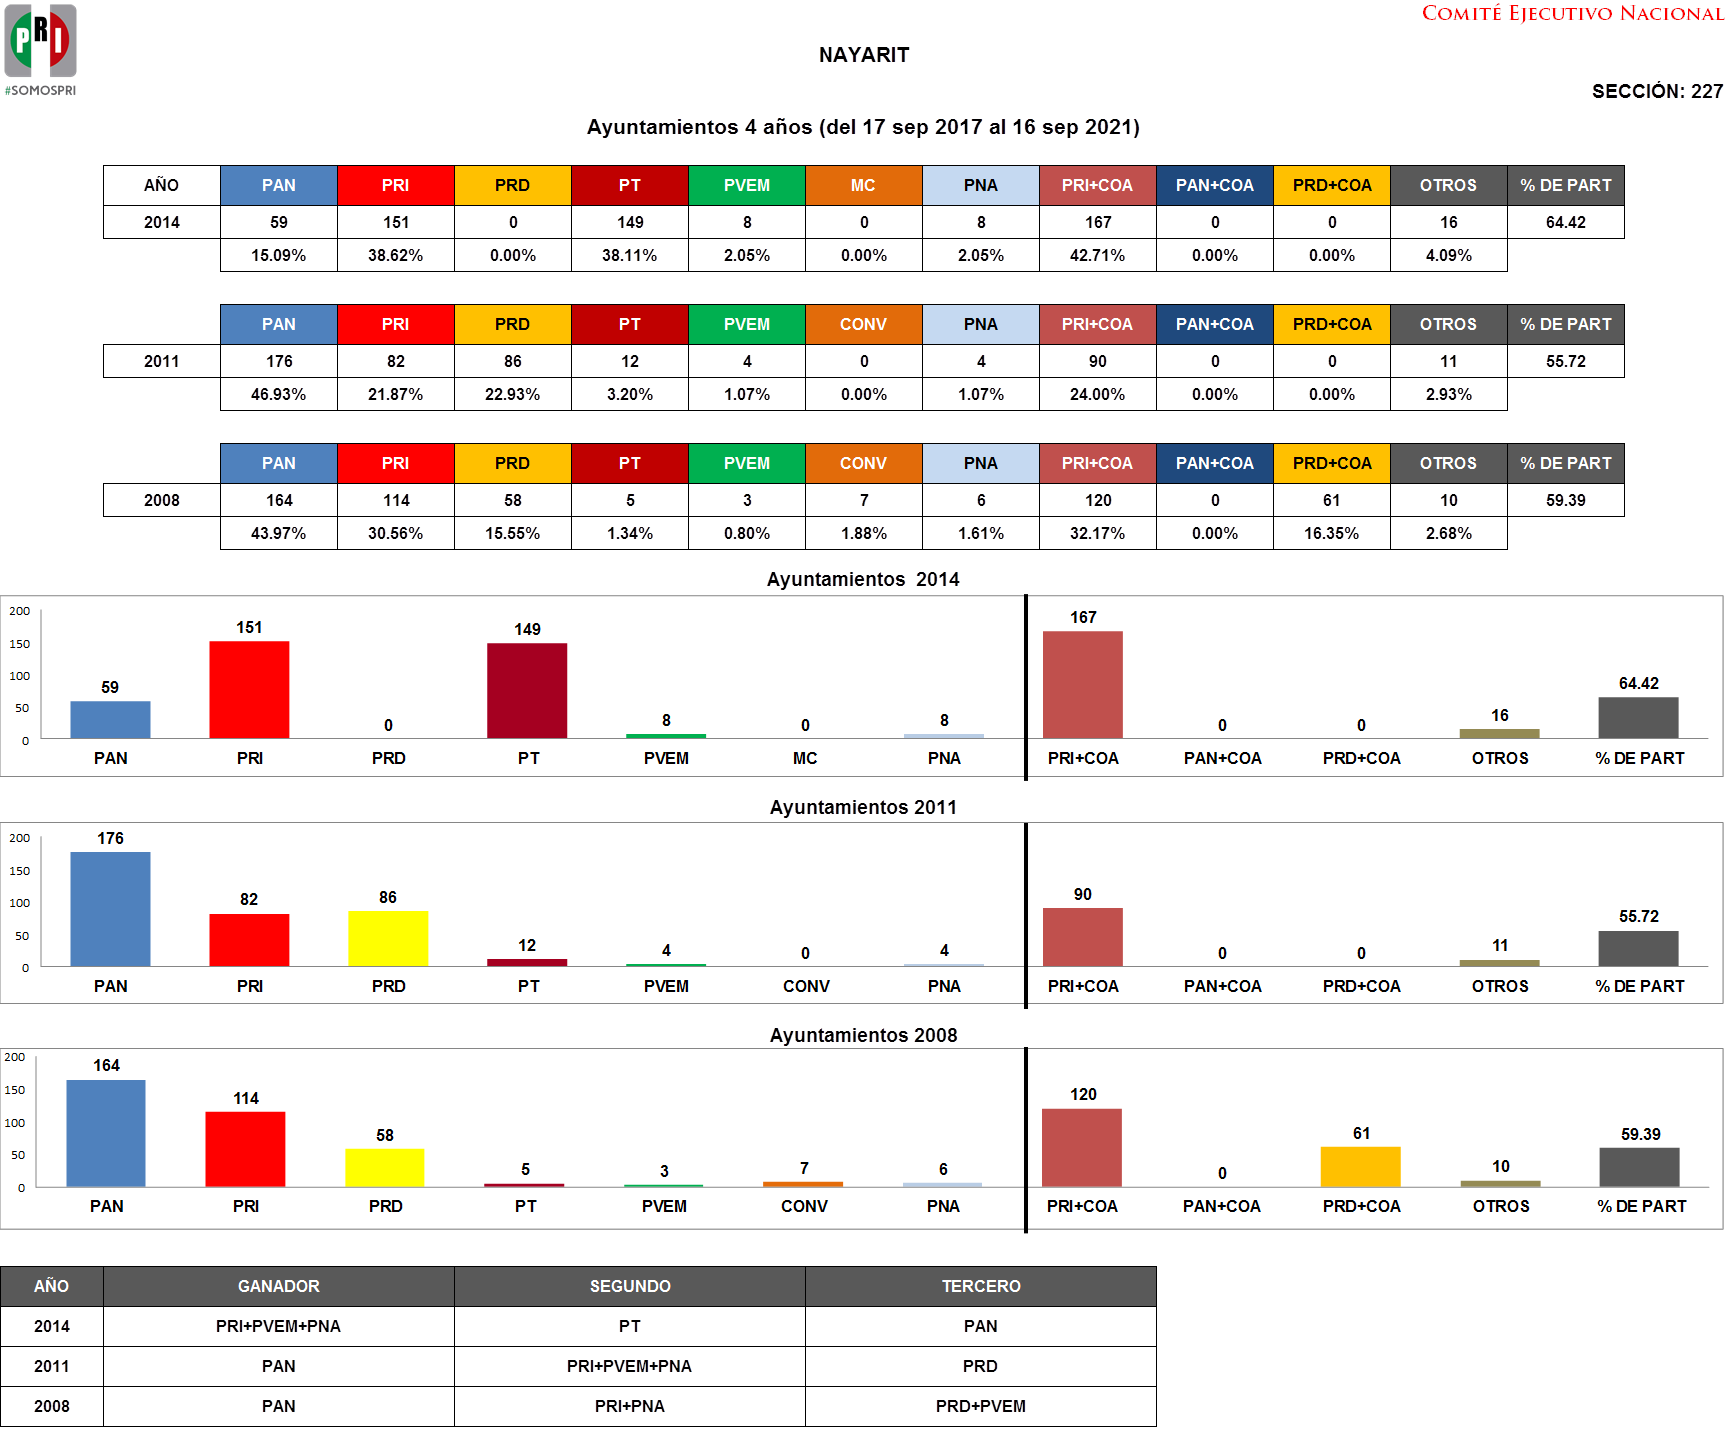 PRI
#SOMOSPRI
COMITÉ EJECUTIVO NACIONAL
NAYARIT
SECCIÓN: 227
Ayuntamientos 4 años (del 17 sep 2017 al 16 sep 2021)
AÑO PAN PRI PRD PT PVEM MC PNA PRI+COA PAN+COA PRD+COA OTROS % DE PART
2014 59 151 0 149 8 0 8 167 0 0 16 64.42
15.09% 38.62% 0.00% 38.11% 2.05% 0.00% 2.05% 42.71% 0.00% 0.00% 4.09%
PAN PRI PRD PT PVEM CONV PNA PRI+COA PAN+COA PRD+COA OTROS % DE PART
2011 176 82 86 12 4 0 4 90 0 0 11 55.72
46.93% 21.87% 22.93% 3.20% 1.07% 0.00% 1.07% 24.00% 0.00% 0.00% 2.93%
PAN PRI PRD PT PVEM CONV PNA PRI+COA PAN+COA PRD+COA OTROS % DE PART
2008 164 114 58 5 3 7 6 120 0 61 10 59.39
43.97% 30.56% 15.55% 1.34% 0.80% 1.88% 1.61% 32.17% 0.00% 16.35% 2.68%
Ayuntamientos 2014
200
150
100
50
0
59 151 0 149 8 0 8 167 0 0 16 64.42
PAN PRI PRD PT PVEM MC PNA PRI+COA PAN+COA PRD+COA OTROS % DE PART
Ayuntamientos 2011
200
150
100
50
0
176 82 86 12 4 0 4 90 0 0 11 55.72
PAN PRI PRD PT PVEM CONV PNA PRI+COA PAN+COA PRD+COA OTROS % DE PART
Ayuntamientos 2008
200
150
100
50
0
164 114 58 5 3 7 6 120 0 61 10 59.39
PAN PRI PRD PT PVEM CONV PNA PRI+COA PAN+COA PRD+COA OTROS % DE PART
AÑO GANADOR SEGUNDO TERCERO
2014 PRI+PVEM+PNA PT PAN
2011 PAN PRI+PVEM+PNA PRD
2008 PAN PRI+PNA PRD+PVEM